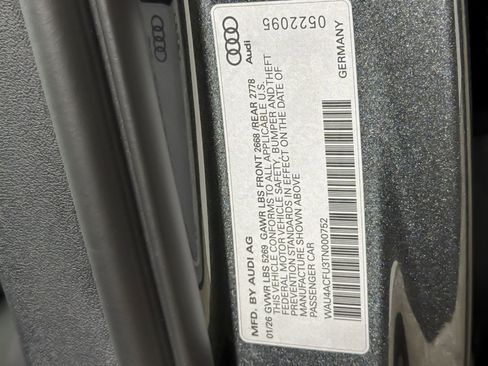 MFD. BY AUDI AG
01/26 GVWR LBS 5269 GAWR LBS FRONT 2668 /REAR 2778
THIS VEHICLE CONFORMS TO ALL APPLICABLE U.S.
FEDERAL MOTOR VEHICLE SAFETY, BUMPER AND THEFT
PREVENTION STANDARDS IN EFFECT ON THE DATE OF
MANUFACTURE SHOWN ABOVE
PASSENGER CAR
WAU4ACFU3TN000752
Audi
0522095
GERMANY